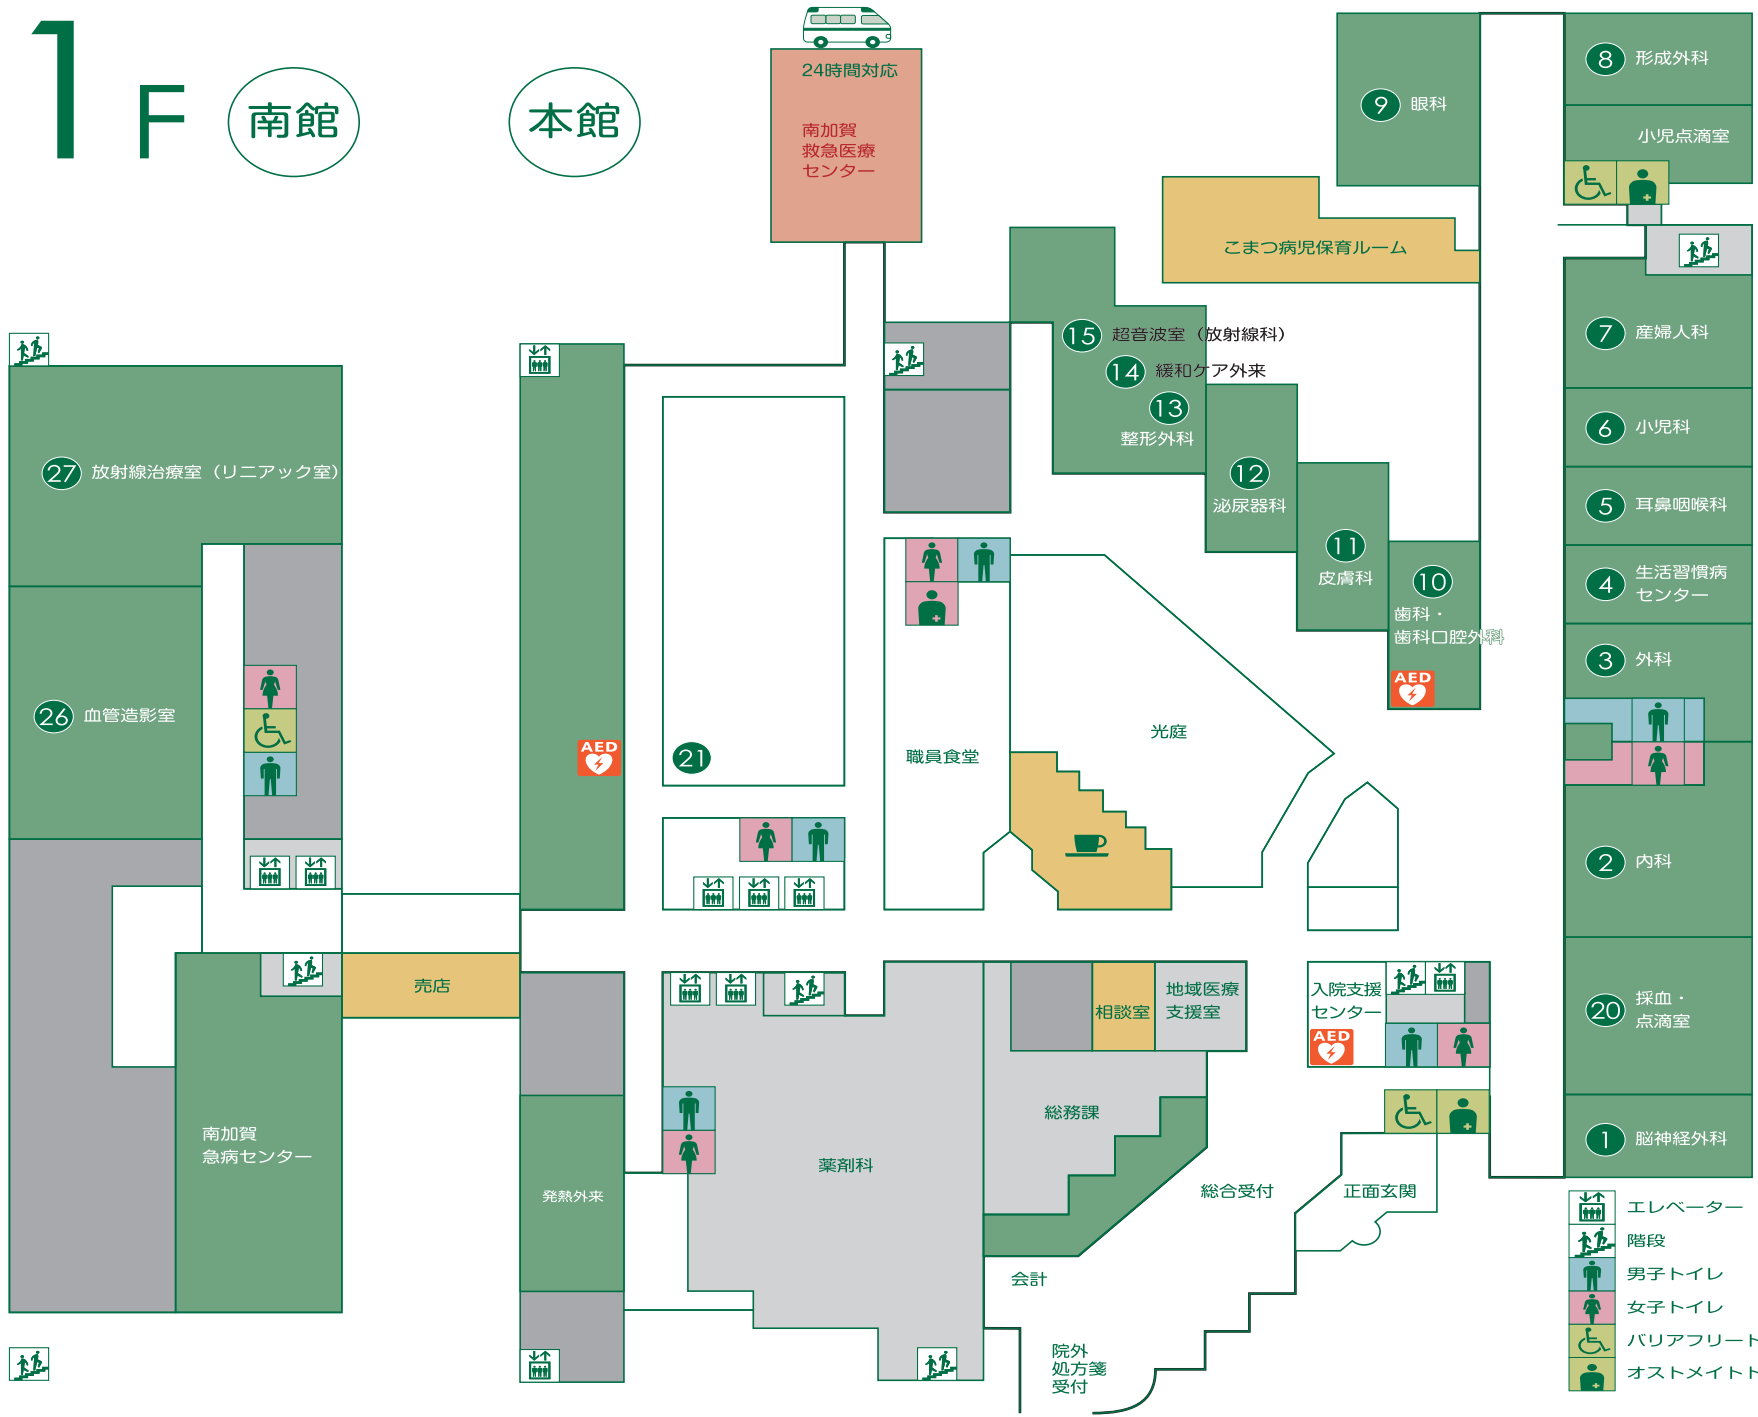 1F
南館
本館
24時間対応
南加賀
救急医療
センター
9 眼科
8 形成外科
小児点滴室
こまつ病児保育ルーム
15 超音波室（放射線科）
14 緩和ケア外来
13
整形外科
12
泌尿器科
11
皮膚科
10
歯科・
歯科口腔外科
AED
7 産婦人科
6 小児科
5 耳鼻咽喉科
4 生活習慣病
センター
3 外科
2 内科
20 採血・
点滴室
1 脳神経外科
27 放射線治療室（リニアック室）
26 血管造影室
AED
21
職員食堂
光庭
売店
南加賀
急病センター
発熱外来
薬剤科
相談室
地域医療
支援室
総務課
入院支援
センター
AED
総合受付
正面玄関
会計
院外
処方箋
受付
エレベーター
階段
男子トイレ
女子トイレ
バリアフリート
オストメイト